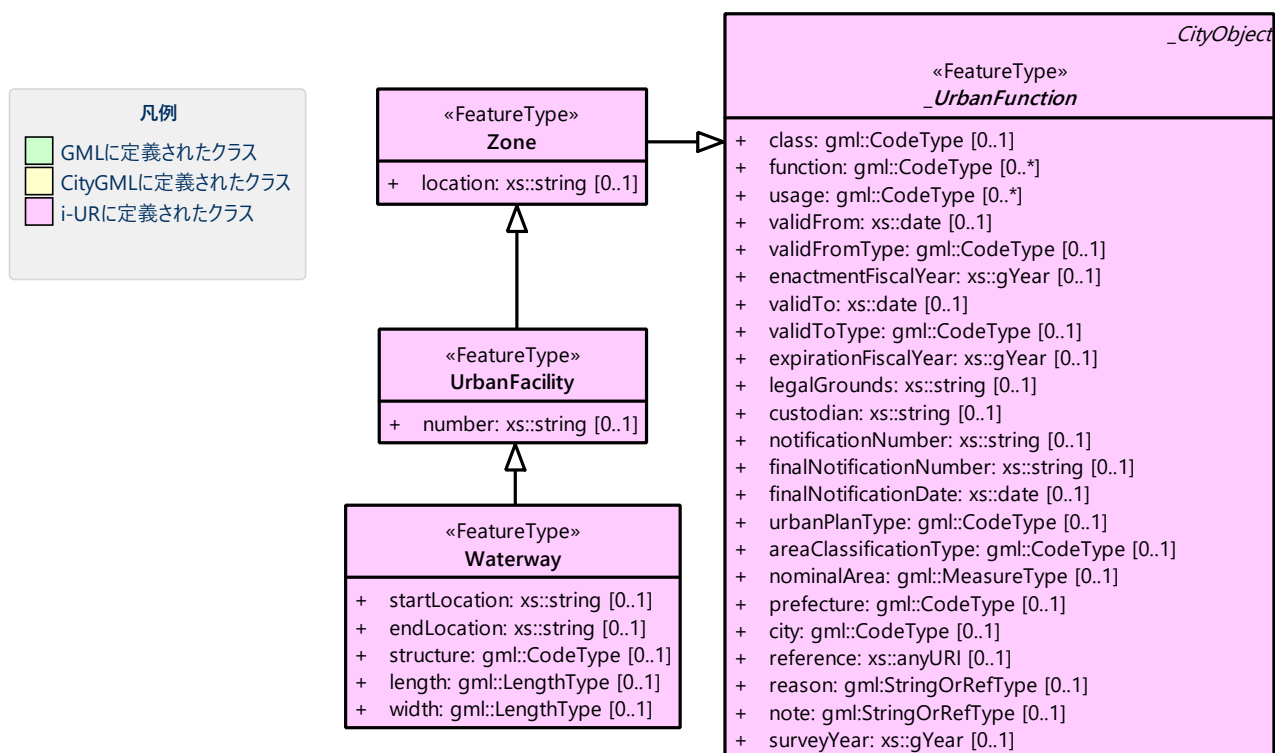 凡例
GMLに定義されたクラス
CityGMLに定義されたクラス
i-URに定義されたクラス
«FeatureType»
Zone
+ location: xs::string [0..1]
«FeatureType»
UrbanFacility
+ number: xs::string [0..1]
«FeatureType»
Waterway
+ startLocation: xs::string [0..1]
+ endLocation: xs::string [0..1]
+ structure: gml::CodeType [0..1]
+ length: gml::LengthType [0..1]
+ width: gml::LengthType [0..1]
_CityObject
«FeatureType»
_UrbanFunction
+ class: gml::CodeType [0..1]
+ function: gml::CodeType [0..*]
+ usage: gml::CodeType [0..*]
+ validFrom: xs::date [0..1]
+ validFromType: gml::CodeType [0..1]
+ enactmentFiscalYear: xs::gYear [0..1]
+ validTo: xs::date [0..1]
+ validToType: gml::CodeType [0..1]
+ expirationFiscalYear: xs::gYear [0..1]
+ legalGrounds: xs::string [0..1]
+ custodian: xs::string [0..1]
+ notificationNumber: xs::string [0..1]
+ finalNotificationNumber: xs::string [0..1]
+ finalNotificationDate: xs::date [0..1]
+ urbanPlanType: gml::CodeType [0..1]
+ areaClassificationType: gml::CodeType [0..1]
+ nominalArea: gml::MeasureType [0..1]
+ prefecture: gml::CodeType [0..1]
+ city: gml::CodeType [0..1]
+ reference: xs::anyURI [0..1]
+ reason: gml:StringOrRefType [0..1]
+ note: gml:StringOrRefType [0..1]
+ surveyYear: xs::gYear [0..1]